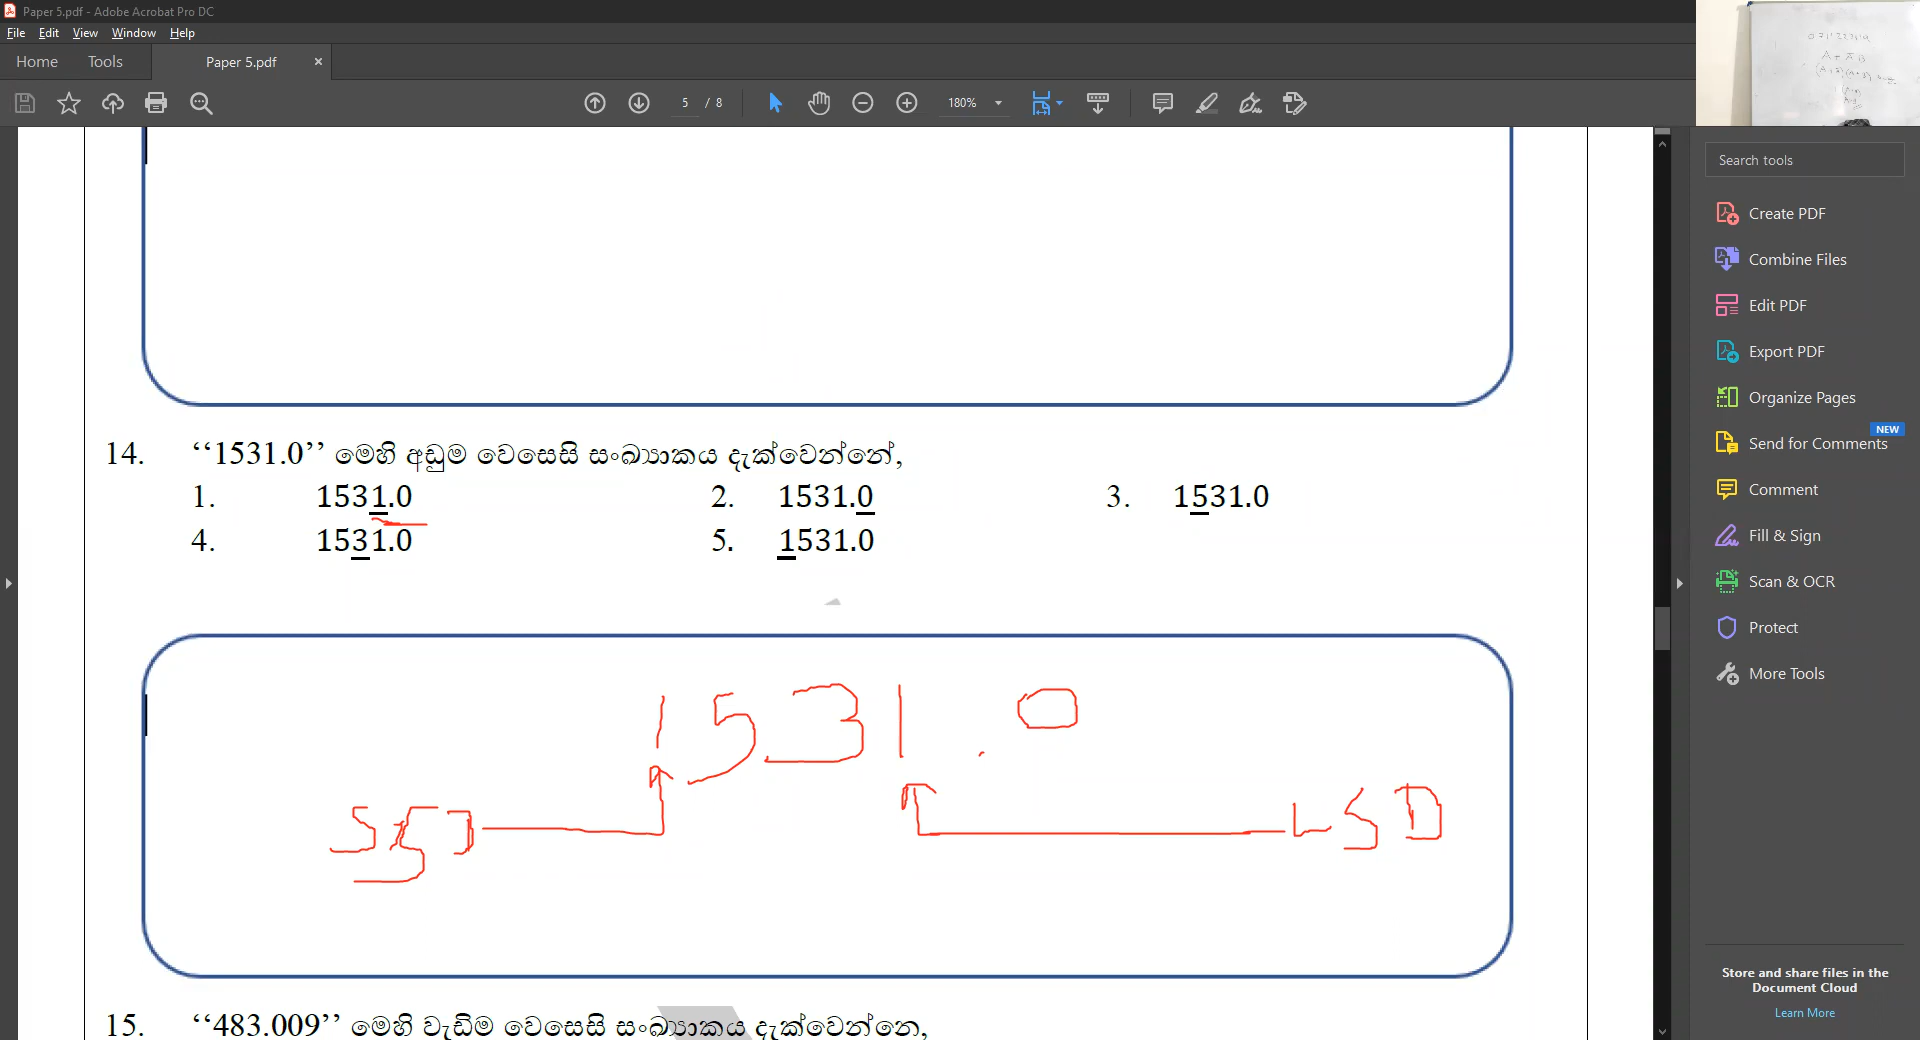 Paper 5.pdf - Adobe Acrobat Pro DC
File Edit View Window Help
Home Tools Paper 5.pdf ×
5 / 8 180%
Search tools
Create PDF
Combine Files
Edit PDF
Export PDF
Organize Pages
NEW
Send for Comments
Comment
Fill & Sign
Scan & OCR
Protect
More Tools
Store and share files in the
Document Cloud
Learn More
14. ‘‘1531.0’’ මෙහි අඩුම වෙසෙසි සංඛ්‍යාකය දැක්වෙන්නේ,
1. 1531.0 2. 1531.0 3. 1531.0
4. 1531.0 5. 1531.0
1531.0
LSD
15. ‘‘483.009’’ මෙහි වැඩිම වෙසෙසි සංඛ්‍යාකය දැක්වෙන්නෙ,